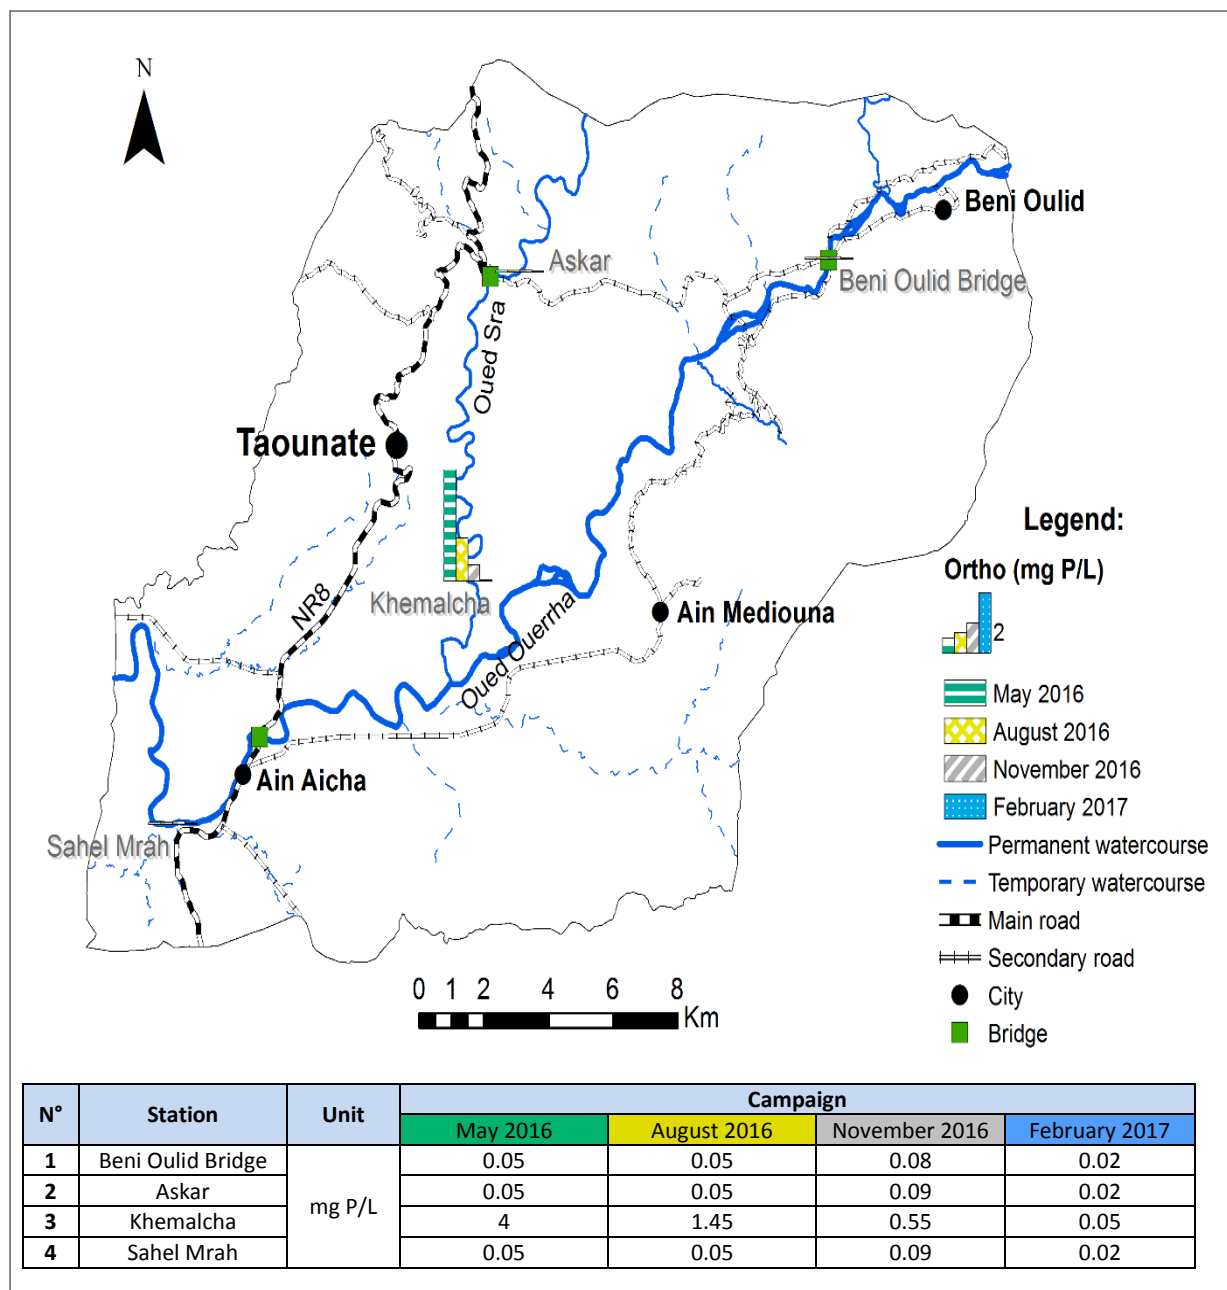 N
Beni Oulid
Askar
Beni Oulid Bridge
Oued Sra
Taounate
Legend:
Ortho (mg P/L)
2
Khemalcha
NR8
Ain Mediouna
Oued Ouerrha
May 2016
August 2016
November 2016
February 2017
Ain Aicha
Sahel Mrah
Permanent watercourse
Temporary watercourse
Main road
Secondary road
City
Bridge
0 1 2 4 6 8
Km
N° Station Unit Campaign
May 2016 August 2016 November 2016 February 2017
1 Beni Oulid Bridge 0.05 0.05 0.08 0.02
2 Askar 0.05 0.05 0.09 0.02
mg P/L
3 Khemalcha 4 1.45 0.55 0.05
4 Sahel Mrah 0.05 0.05 0.09 0.02